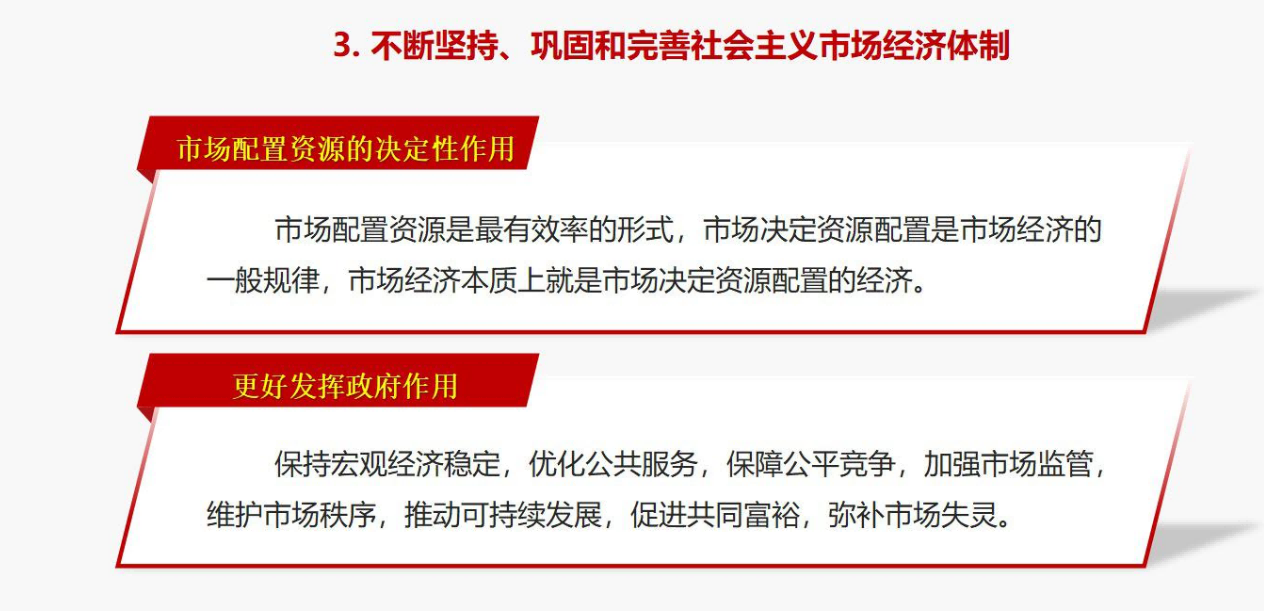 3. 不断坚持、巩固和完善社会主义市场经济体制
市场配置资源的决定性作用
市场配置资源是最有效率的形式，市场决定资源配置是市场经济的
一般规律，市场经济本质上就是市场决定资源配置的经济。
更好发挥政府作用
保持宏观经济稳定，优化公共服务，保障公平竞争，加强市场监管，
维护市场秩序，推动可持续发展，促进共同富裕，弥补市场失灵。